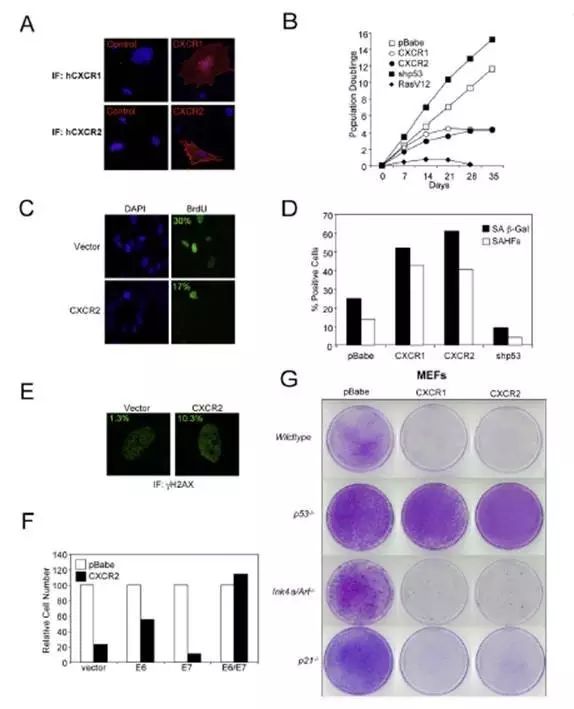 A
Control
CXCR1
IF: hCXCR1
Control
CXCR2
IF: hCXCR2
B
Population Doublings
16
14
12
10
8
6
4
2
0
pBabe
CXCR1
CXCR2
shp53
RasV12
0 7 14 21 28 35
Days
C
DAPI BrdU
Vector
30%
CXCR2
17%
D
% Positive Cells
70
60
50
40
30
20
10
0
SA β-Gal
SAHFs
pBabe CXCR1 CXCR2 shp53
E
Vector CXCR2
1.3% 10.3%
IF: γH2AX
F
Relative Cell Number
140
120
100
80
60
40
20
0
pBabe
CXCR2
vector E6 E7 E6/E7
G
MEFs
pBabe CXCR1 CXCR2
Wildtype
p53-/-
Ink4a/Arf-/-
p21-/-